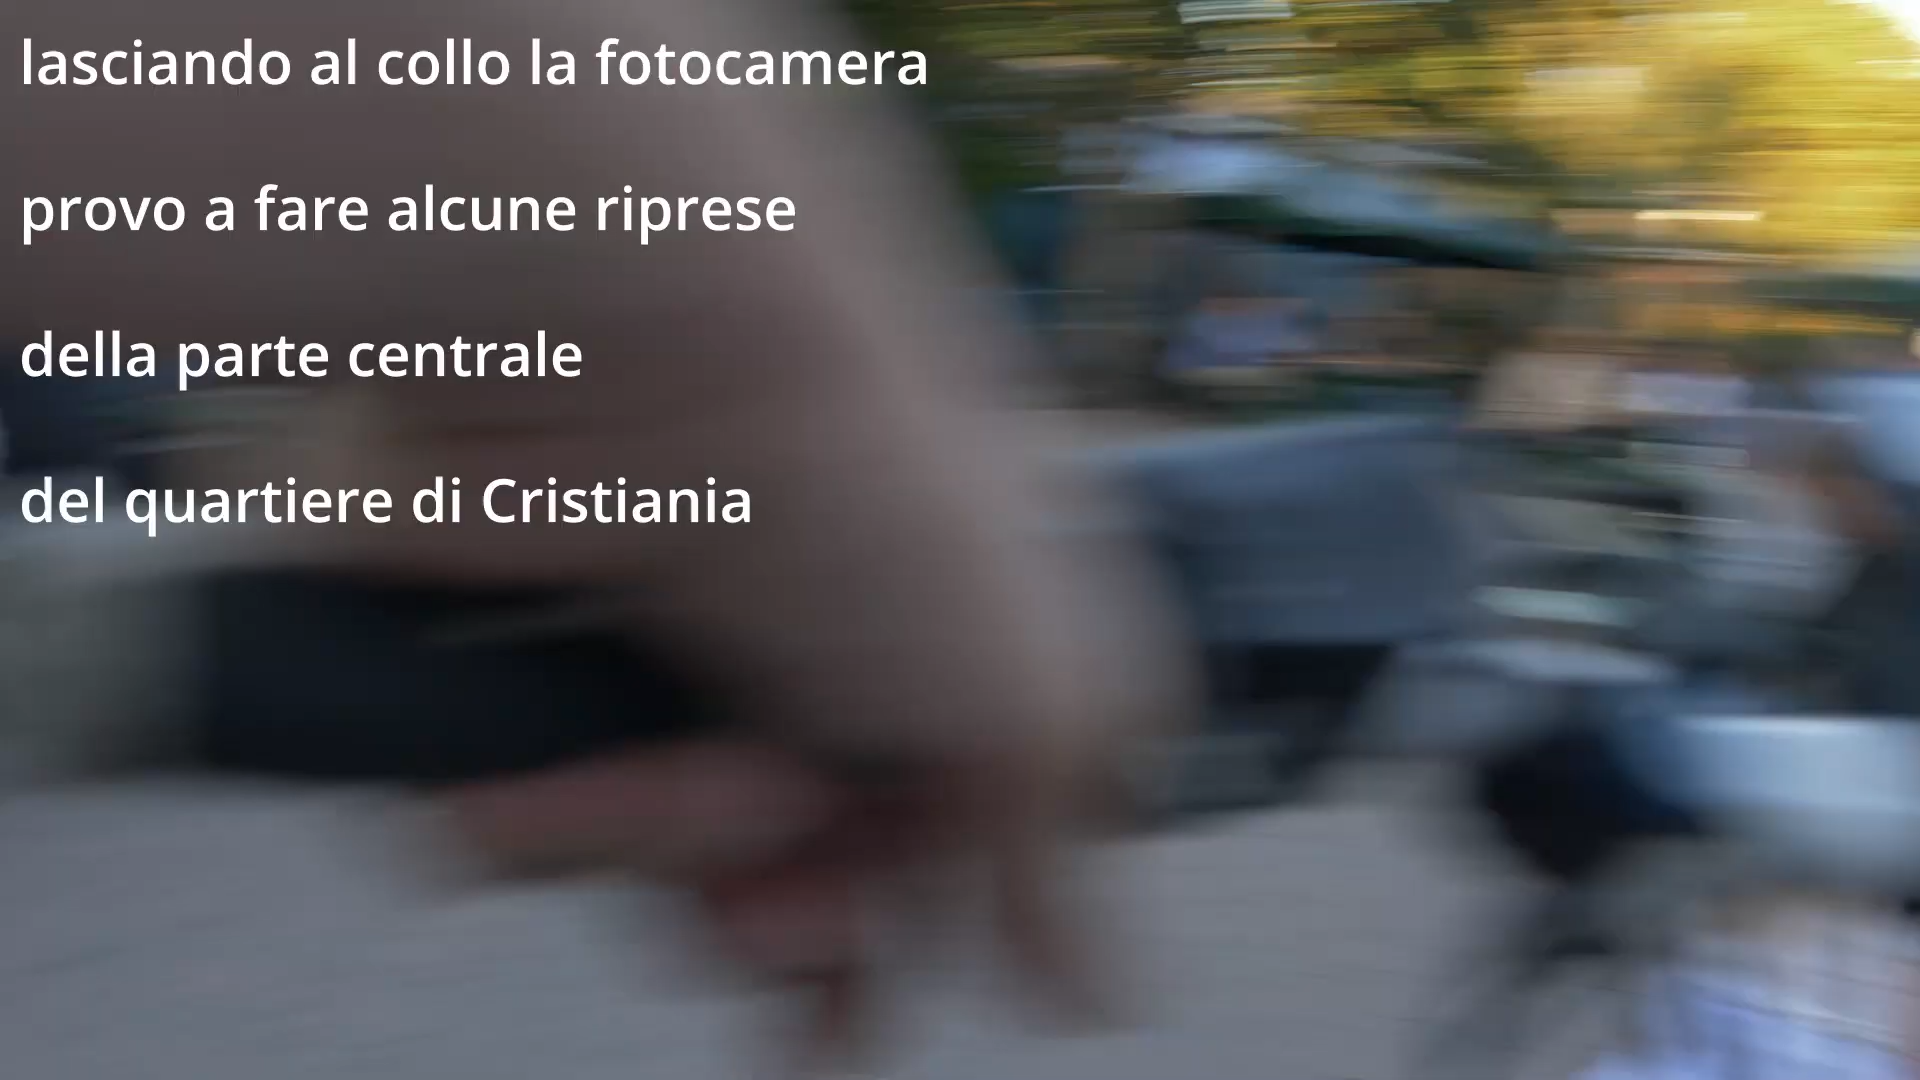 lasciando al collo la fotocamera
provo a fare alcune riprese
della parte centrale
del quartiere di Cristiania